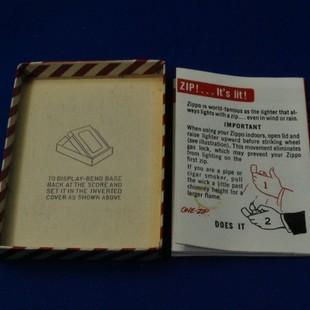 TO DISPLAY-BEND BASE
BACK AT THE SCORE AND
SET IT IN THE INVERTED
COVER AS SHOWN ABOVE
ZIP!...It's lit!
Zippo is world-famous as the lighter that al-
ways lights with a zip....even in wind or rain.
IMPORTANT
When using your Zippo indoors, open lid and
raise lighter upward before striking wheel
(see illustration). This movement eliminates
gas lock, which may prevent your Zippo
from lighting on the
first zip.
If you are a pipe or
cigar smoker, pull
the wick a little past
chimney height for a
larger flame.
1
2
ONE-ZIP
DOES IT